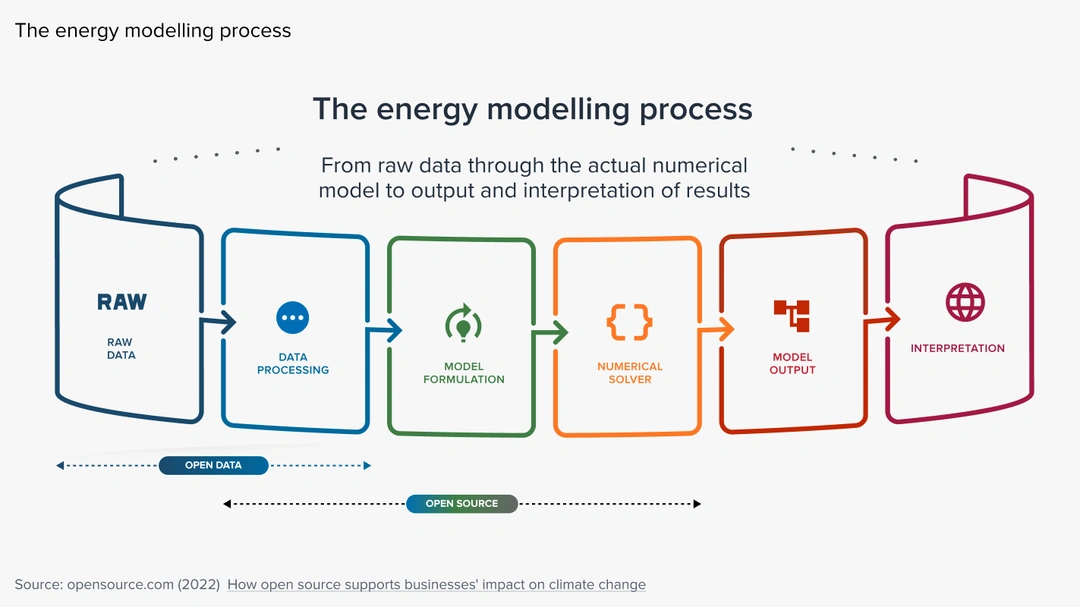 The energy modelling process
The energy modelling process
From raw data through the actual numerical
model to output and interpretation of results
RAW
RAW
DATA
DATA
PROCESSING
MODEL
FORMULATION
{ }
NUMERICAL
SOLVER
MODEL
OUTPUT
INTERPRETATION
OPEN DATA
OPEN SOURCE
Source: opensource.com (2022) How open source supports businesses' impact on climate change